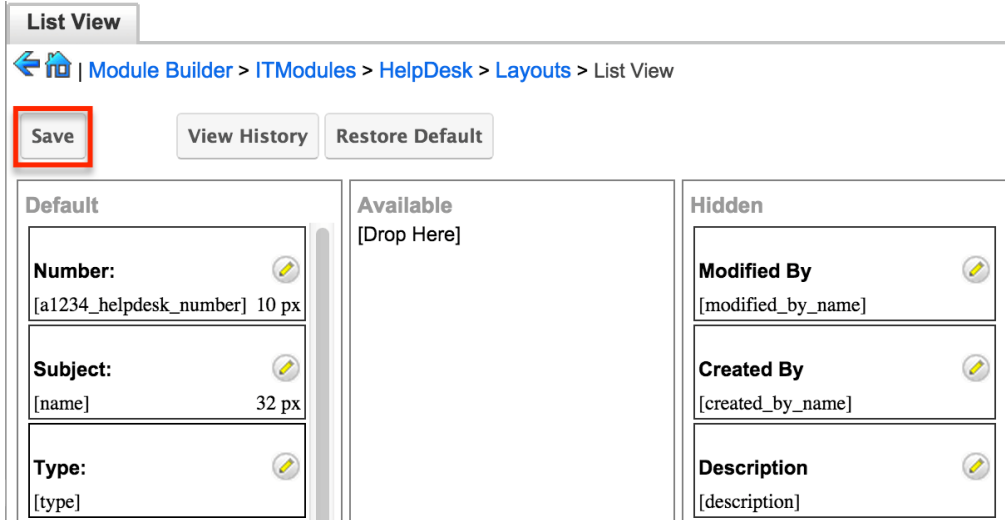 List View
| Module Builder > ITModules > HelpDesk > Layouts > List View
Save View History Restore Default
Default
Number:
[a1234_helpdesk_number] 10 px
Subject:
[name] 32 px
Type:
[type]
Available
[Drop Here]
Hidden
Modified By
[modified_by_name]
Created By
[created_by_name]
Description
[description]